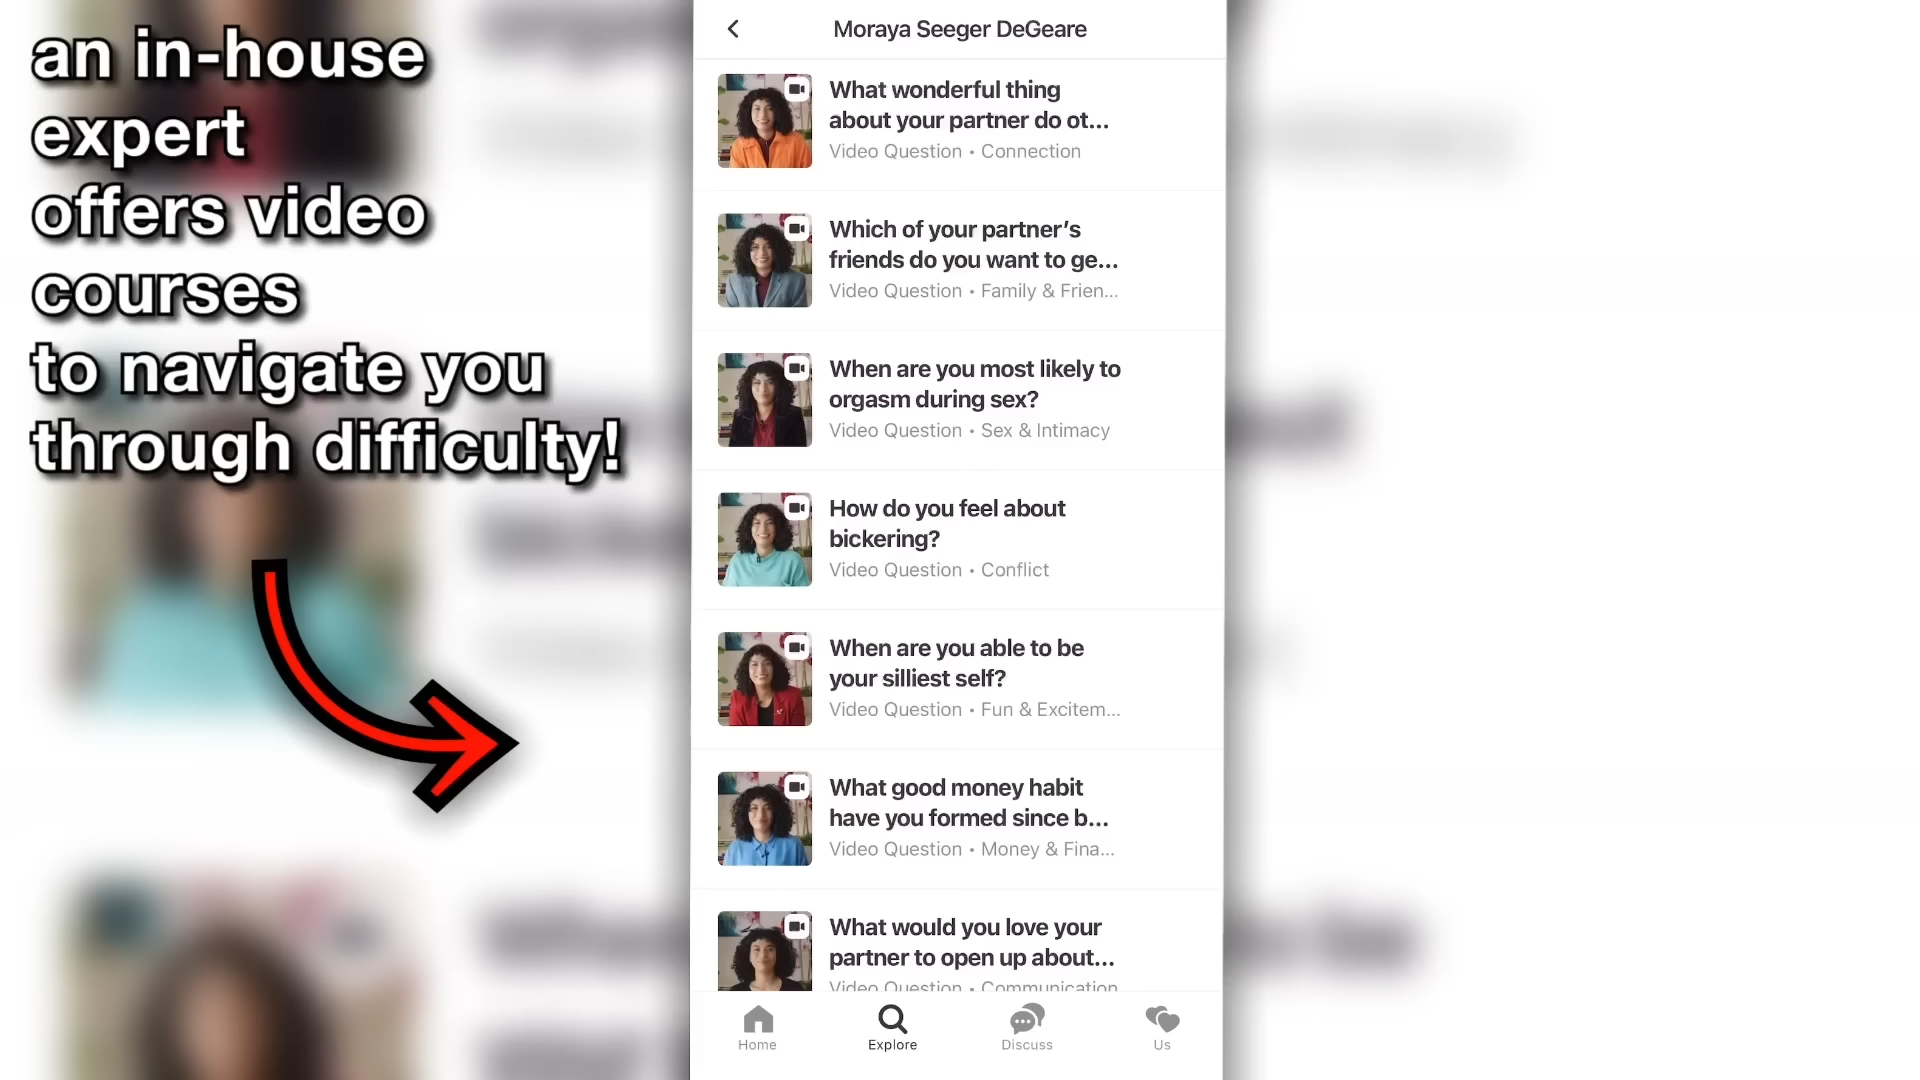 an in-house
expert
offers video
courses
to navigate you
through difficulty!
Moraya Seeger DeGeare
What wonderful thing
about your partner do ot...
Video Question • Connection
Which of your partner's
friends do you want to ge...
Video Question • Family & Frien...
When are you most likely to
orgasm during sex?
Video Question • Sex & Intimacy
How do you feel about
bickering?
Video Question • Conflict
When are you able to be
your silliest self?
Video Question • Fun & Excitem...
What good money habit
have you formed since b...
Video Question • Money & Fina...
What would you love your
partner to open up about...
Video Question • Communication
Home
Explore
Discuss
Us